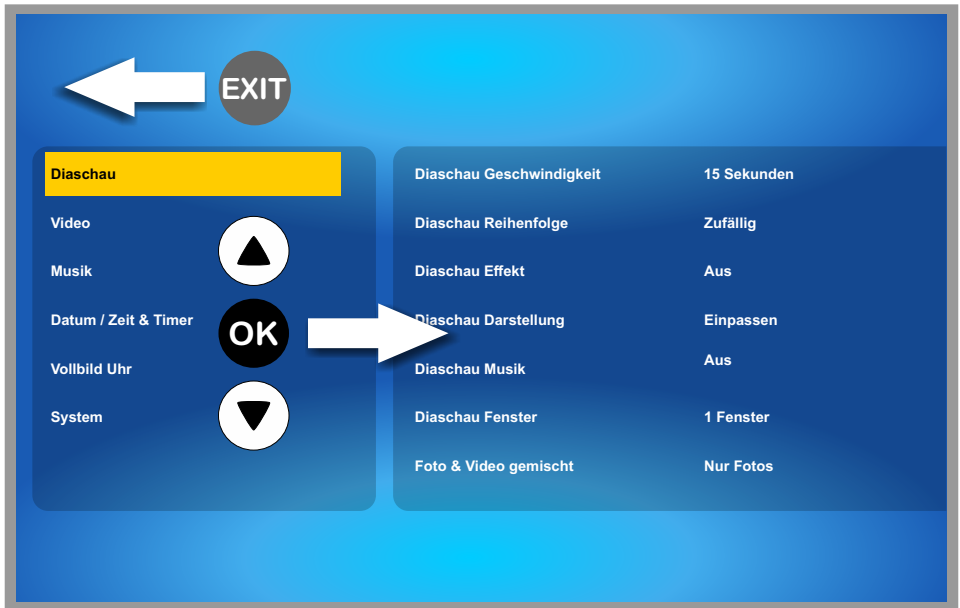 EXIT
Diaschau
Video
Musik
Datum / Zeit & Timer
OK
Vollbild Uhr
System
Diaschau Geschwindigkeit 15 Sekunden
Diaschau Reihenfolge Zufällig
Diaschau Effekt Aus
Diaschau Darstellung Einpassen
Diaschau Musik Aus
Diaschau Fenster 1 Fenster
Foto & Video gemischt Nur Fotos